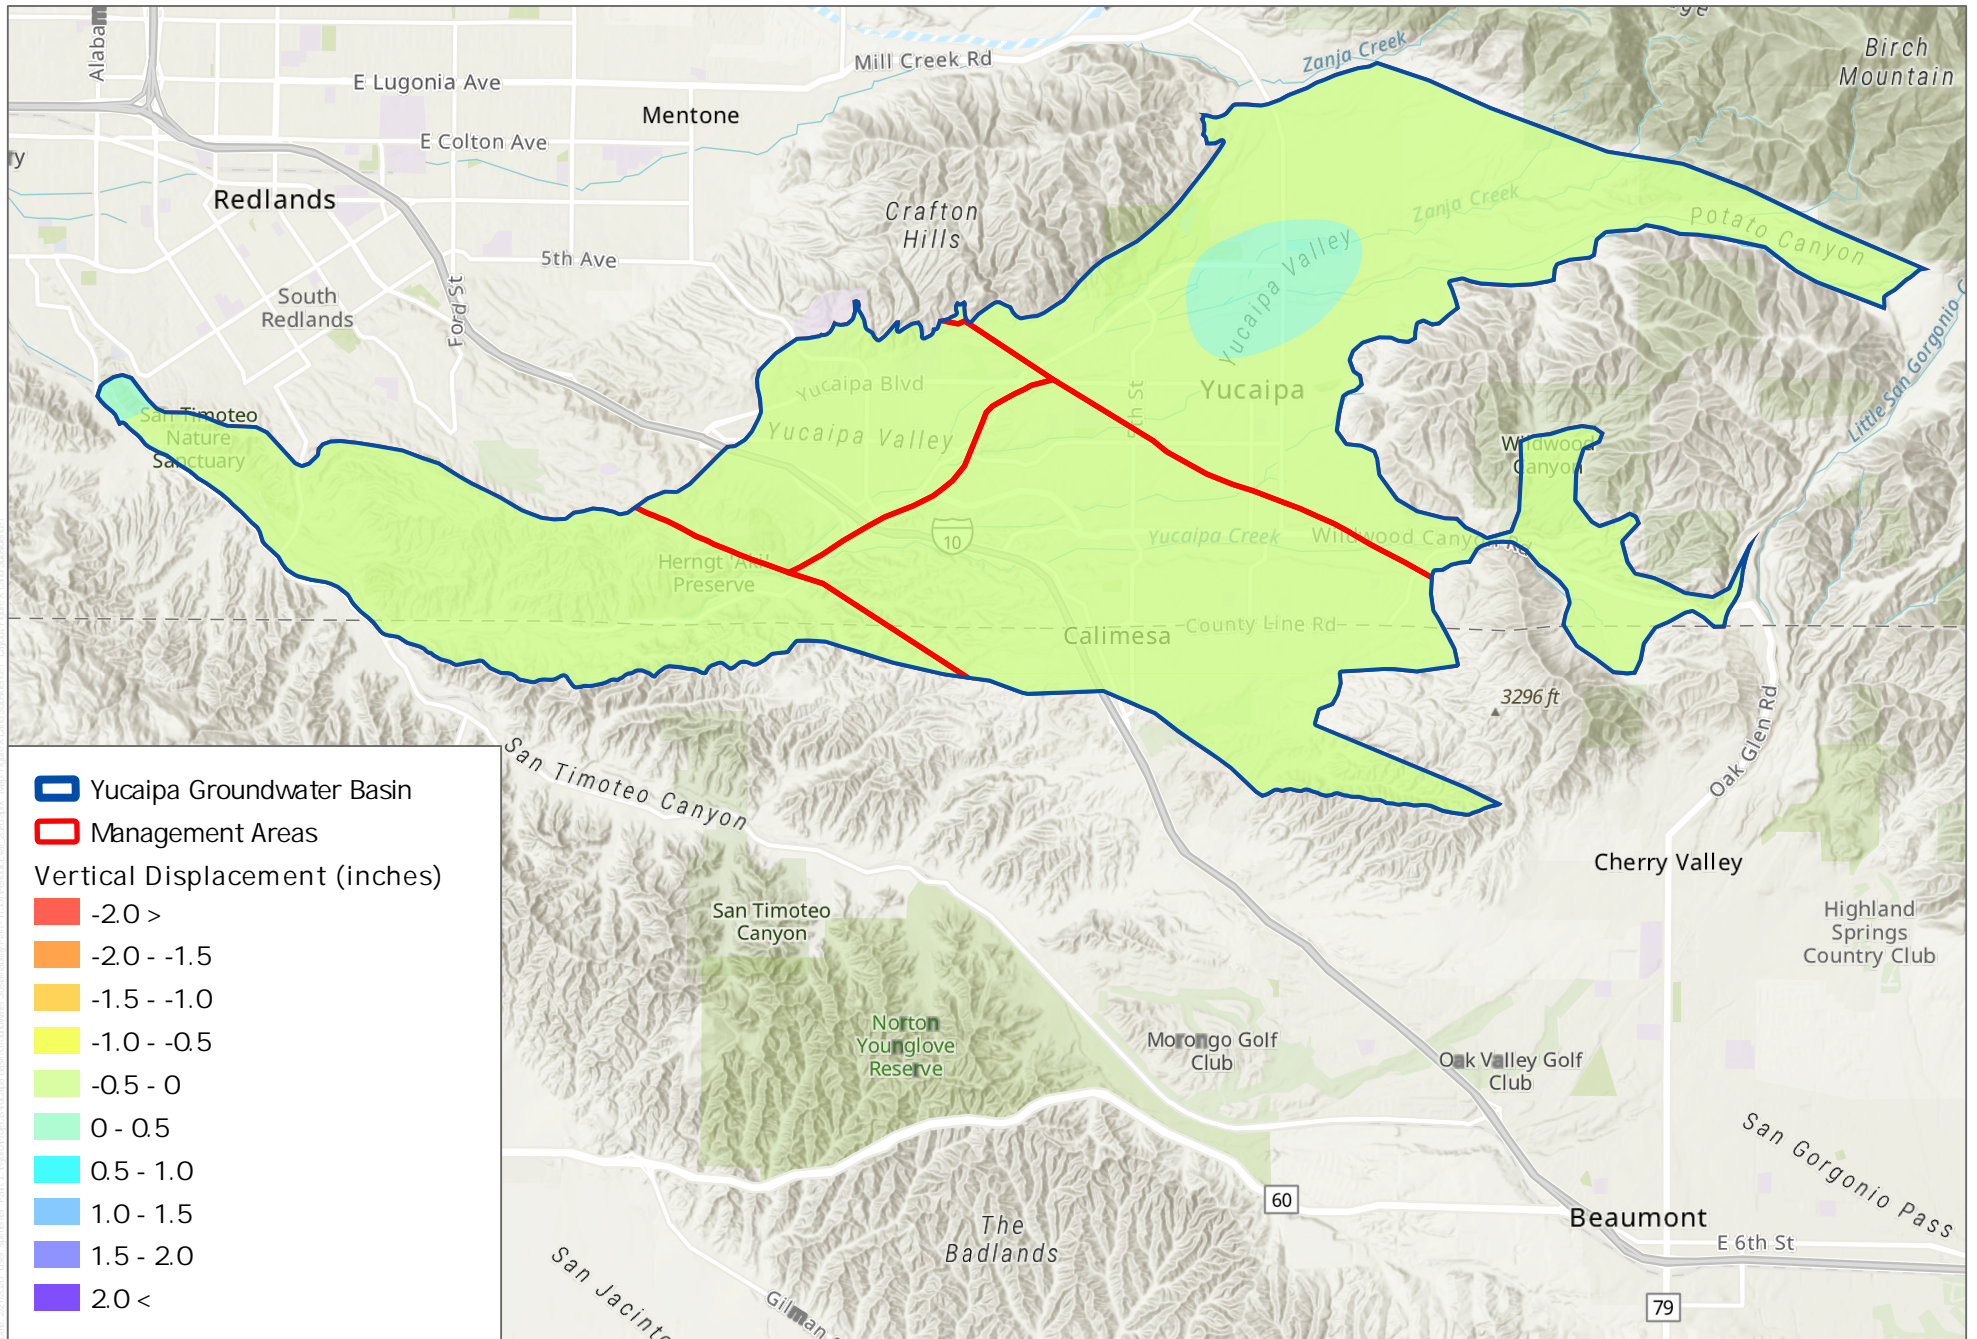 Alabam
Zanja Creek
Birch
Mountain
Mill Creek Rd
E Lugonia Ave
Mentone
E Colton Ave
ry
Redlands
Crafton
Hills
Zanja Creek
Potato Canyon
5th Ave
Yucaipa Valley
South
Redlands
Ford St
Little San Gorgonio C
Yucaipa Blvd
Yucaipa
San Timoteo
Nature
Sanctuary
Yucaipa Valley
Wildwood
Canyon
10
Yucaipa Creek
Wildwood Canyon Rd
Herngt 'Aki'
Preserve
Calimesa
County Line Rd
3296 ft
Oak Glen Rd
San Timoteo Canyon
Yucaipa Groundwater Basin
Management Areas
Vertical Displacement (inches)
-2.0 >
-2.0 - -1.5
-1.5 - -1.0
-1.0 - -0.5
-0.5 - 0
0 - 0.5
0.5 - 1.0
1.0 - 1.5
1.5 - 2.0
2.0 <
Cherry Valley
San Timoteo
Canyon
Highland
Springs
Country Club
Norton
Younglove
Reserve
Morongo Golf
Club
Oak Valley Golf
Club
San Gorgonio Pass
60
Beaumont
The
Badlands
E 6th St
San Jacinto
Gilman
79